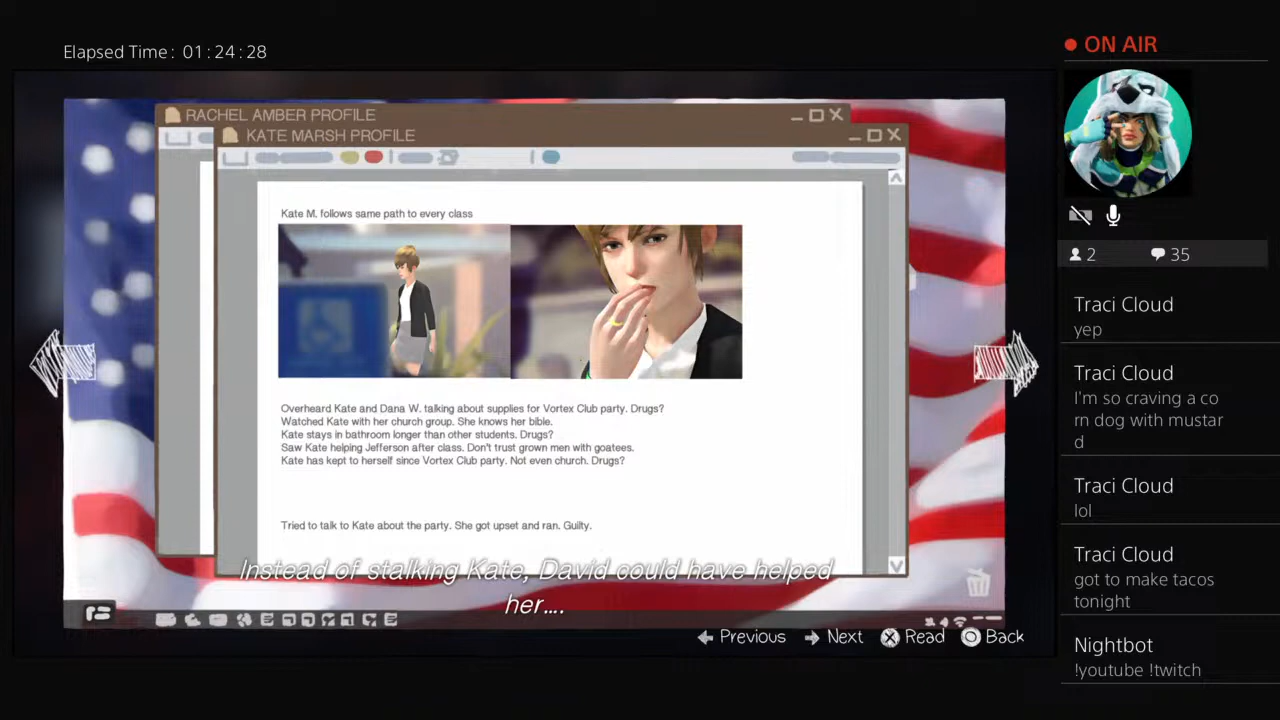 Elapsed Time: 01:24:28
ON AIR
RACHEL AMBER PROFILE
KATE MARSH PROFILE
Kate M. follows same path to every class
Overheard Kate and Dana W. talking about supplies for Vortex Club party. Drugs?
Watched Kate with her church group. She knows her bible.
Kate stays in bathroom longer than other students. Drugs?
Saw Kate helping Jefferson after class. Don't trust grown men with goatees.
Kate has kept to herself since Vortex Club party. Not even church. Drugs?
Tried to talk to Kate about the party. She got upset and ran. Guilty.
Instead of stalking Kate, David could have helped
her....
Previous
Next
Read
Back
2
35
Traci Cloud
yep
Traci Cloud
I'm so craving a co
rn dog with mustar
d
Traci Cloud
lol
Traci Cloud
got to make tacos
tonight
Nightbot
!youtube !twitch